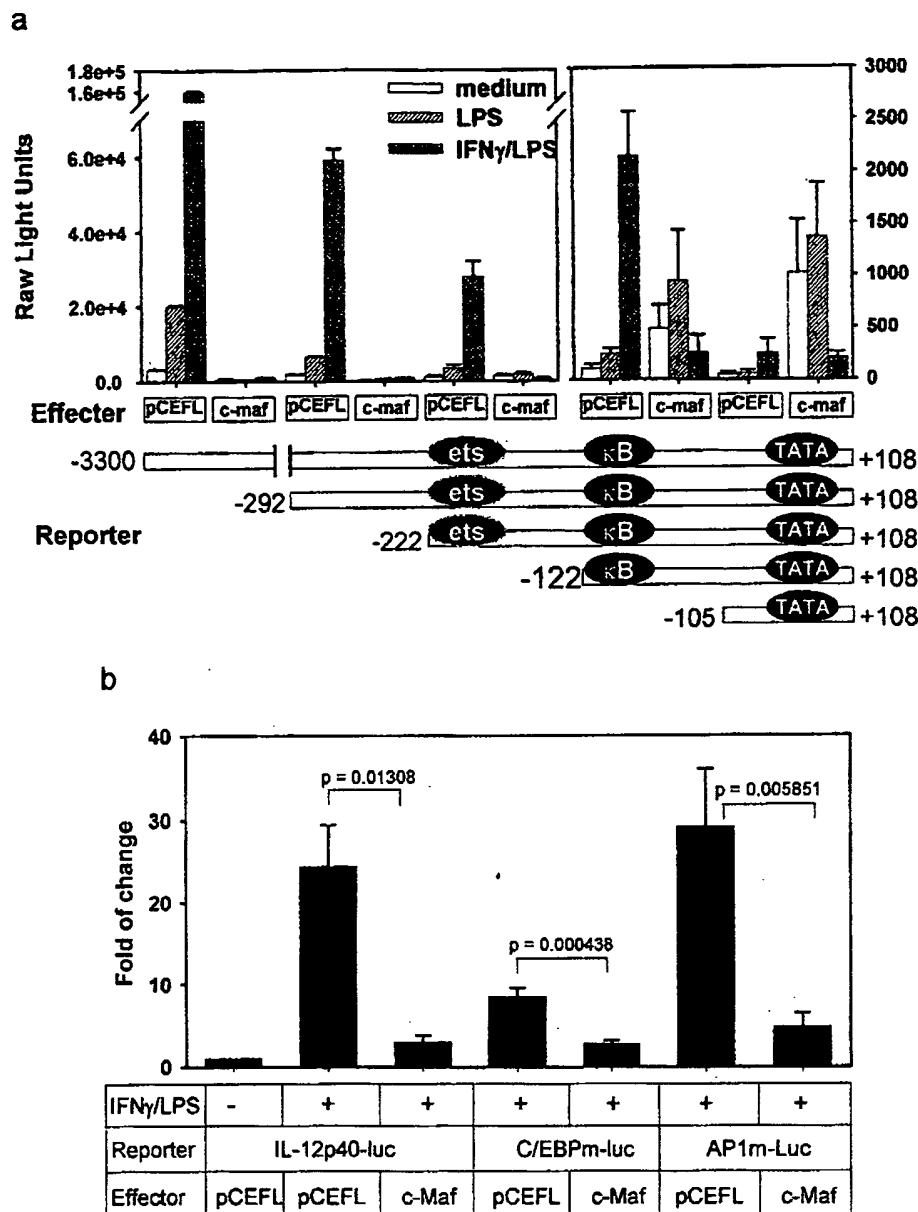 a
1.8e+5
1.6e+5
6.0e+4
4.0e+4
2.0e+4
0.0
Raw Light Units
medium
LPS
IFNγ/LPS
3000
2500
2000
1500
1000
500
0
Effecter
pCEFL c-maf pCEFL c-maf pCEFL c-maf pCEFL c-maf pCEFL c-maf
-3300 ets κB TATA +108
-292 ets κB TATA +108
Reporter
-222 ets κB TATA +108
-122 κB TATA +108
-105 TATA +108
b
40
30
20
10
0
Fold of change
p = 0.01308
p = 0.000438
p = 0.005851
IFNγ/LPS - + + + + + +
Reporter IL-12p40-luc C/EBPm-luc AP1m-Luc
Effector pCEFL pCEFL c-Maf pCEFL c-Maf pCEFL c-Maf